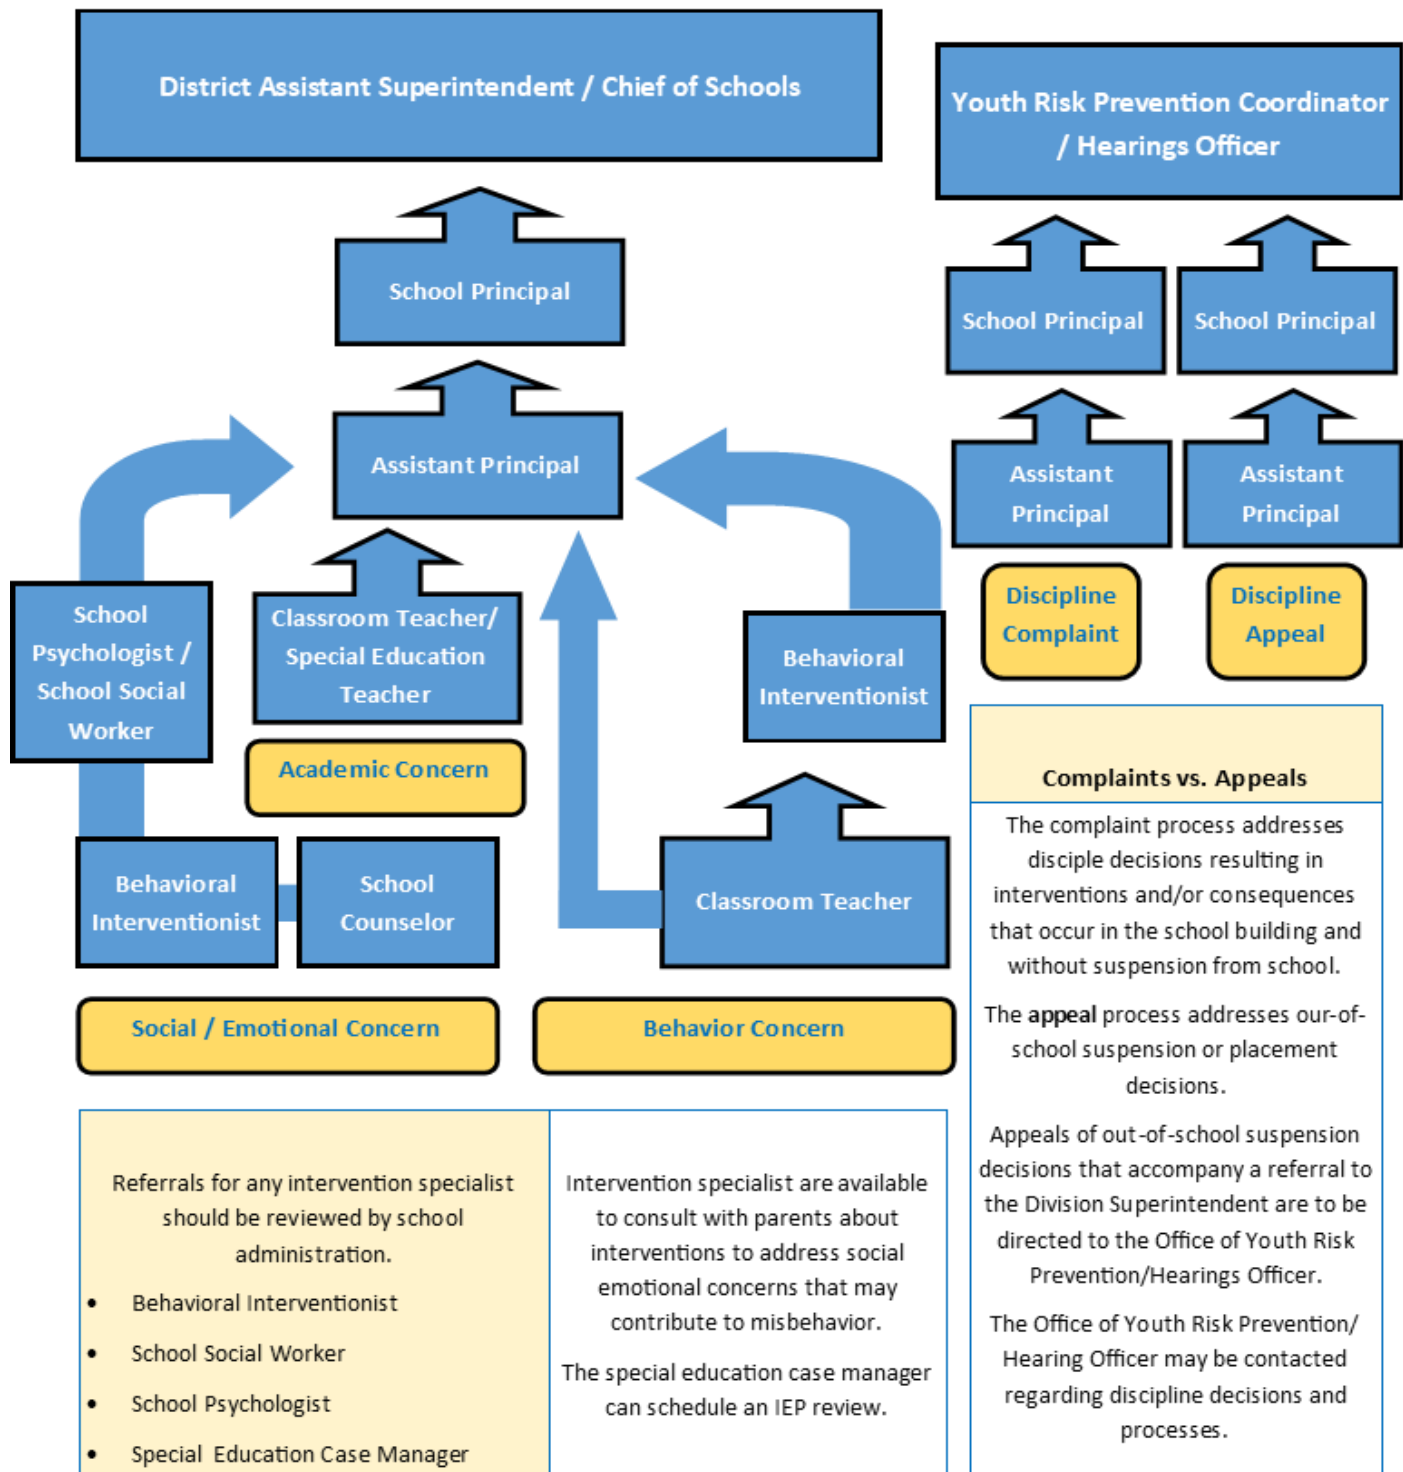 District Assistant Superintendent / Chief of Schools
Youth Risk Prevention Coordinator
/ Hearings Officer
School Principal
School Principal
School Principal
Assistant Principal
Assistant
Principal
Assistant
Principal
Discipline
Complaint
Discipline
Appeal
School
Psychologist /
School Social
Worker
Classroom Teacher/
Special Education
Teacher
Behavioral
Interventionist
Academic Concern
Behavioral
Interventionist
School
Counselor
Classroom Teacher
Social / Emotional Concern
Behavior Concern
Complaints vs. Appeals
The complaint process addresses
disciple decisions resulting in
interventions and/or consequences
that occur in the school building and
without suspension from school.
The appeal process addresses our-of-
school suspension or placement
decisions.
Appeals of out-of-school suspension
decisions that accompany a referral to
the Division Superintendent are to be
directed to the Office of Youth Risk
Prevention/Hearings Officer.
The Office of Youth Risk Prevention/
Hearing Officer may be contacted
regarding discipline decisions and
processes.
Referrals for any intervention specialist
should be reviewed by school
administration.
• Behavioral Interventionist
• School Social Worker
• School Psychologist
• Special Education Case Manager
Intervention specialist are available
to consult with parents about
interventions to address social
emotional concerns that may
contribute to misbehavior.
The special education case manager
can schedule an IEP review.